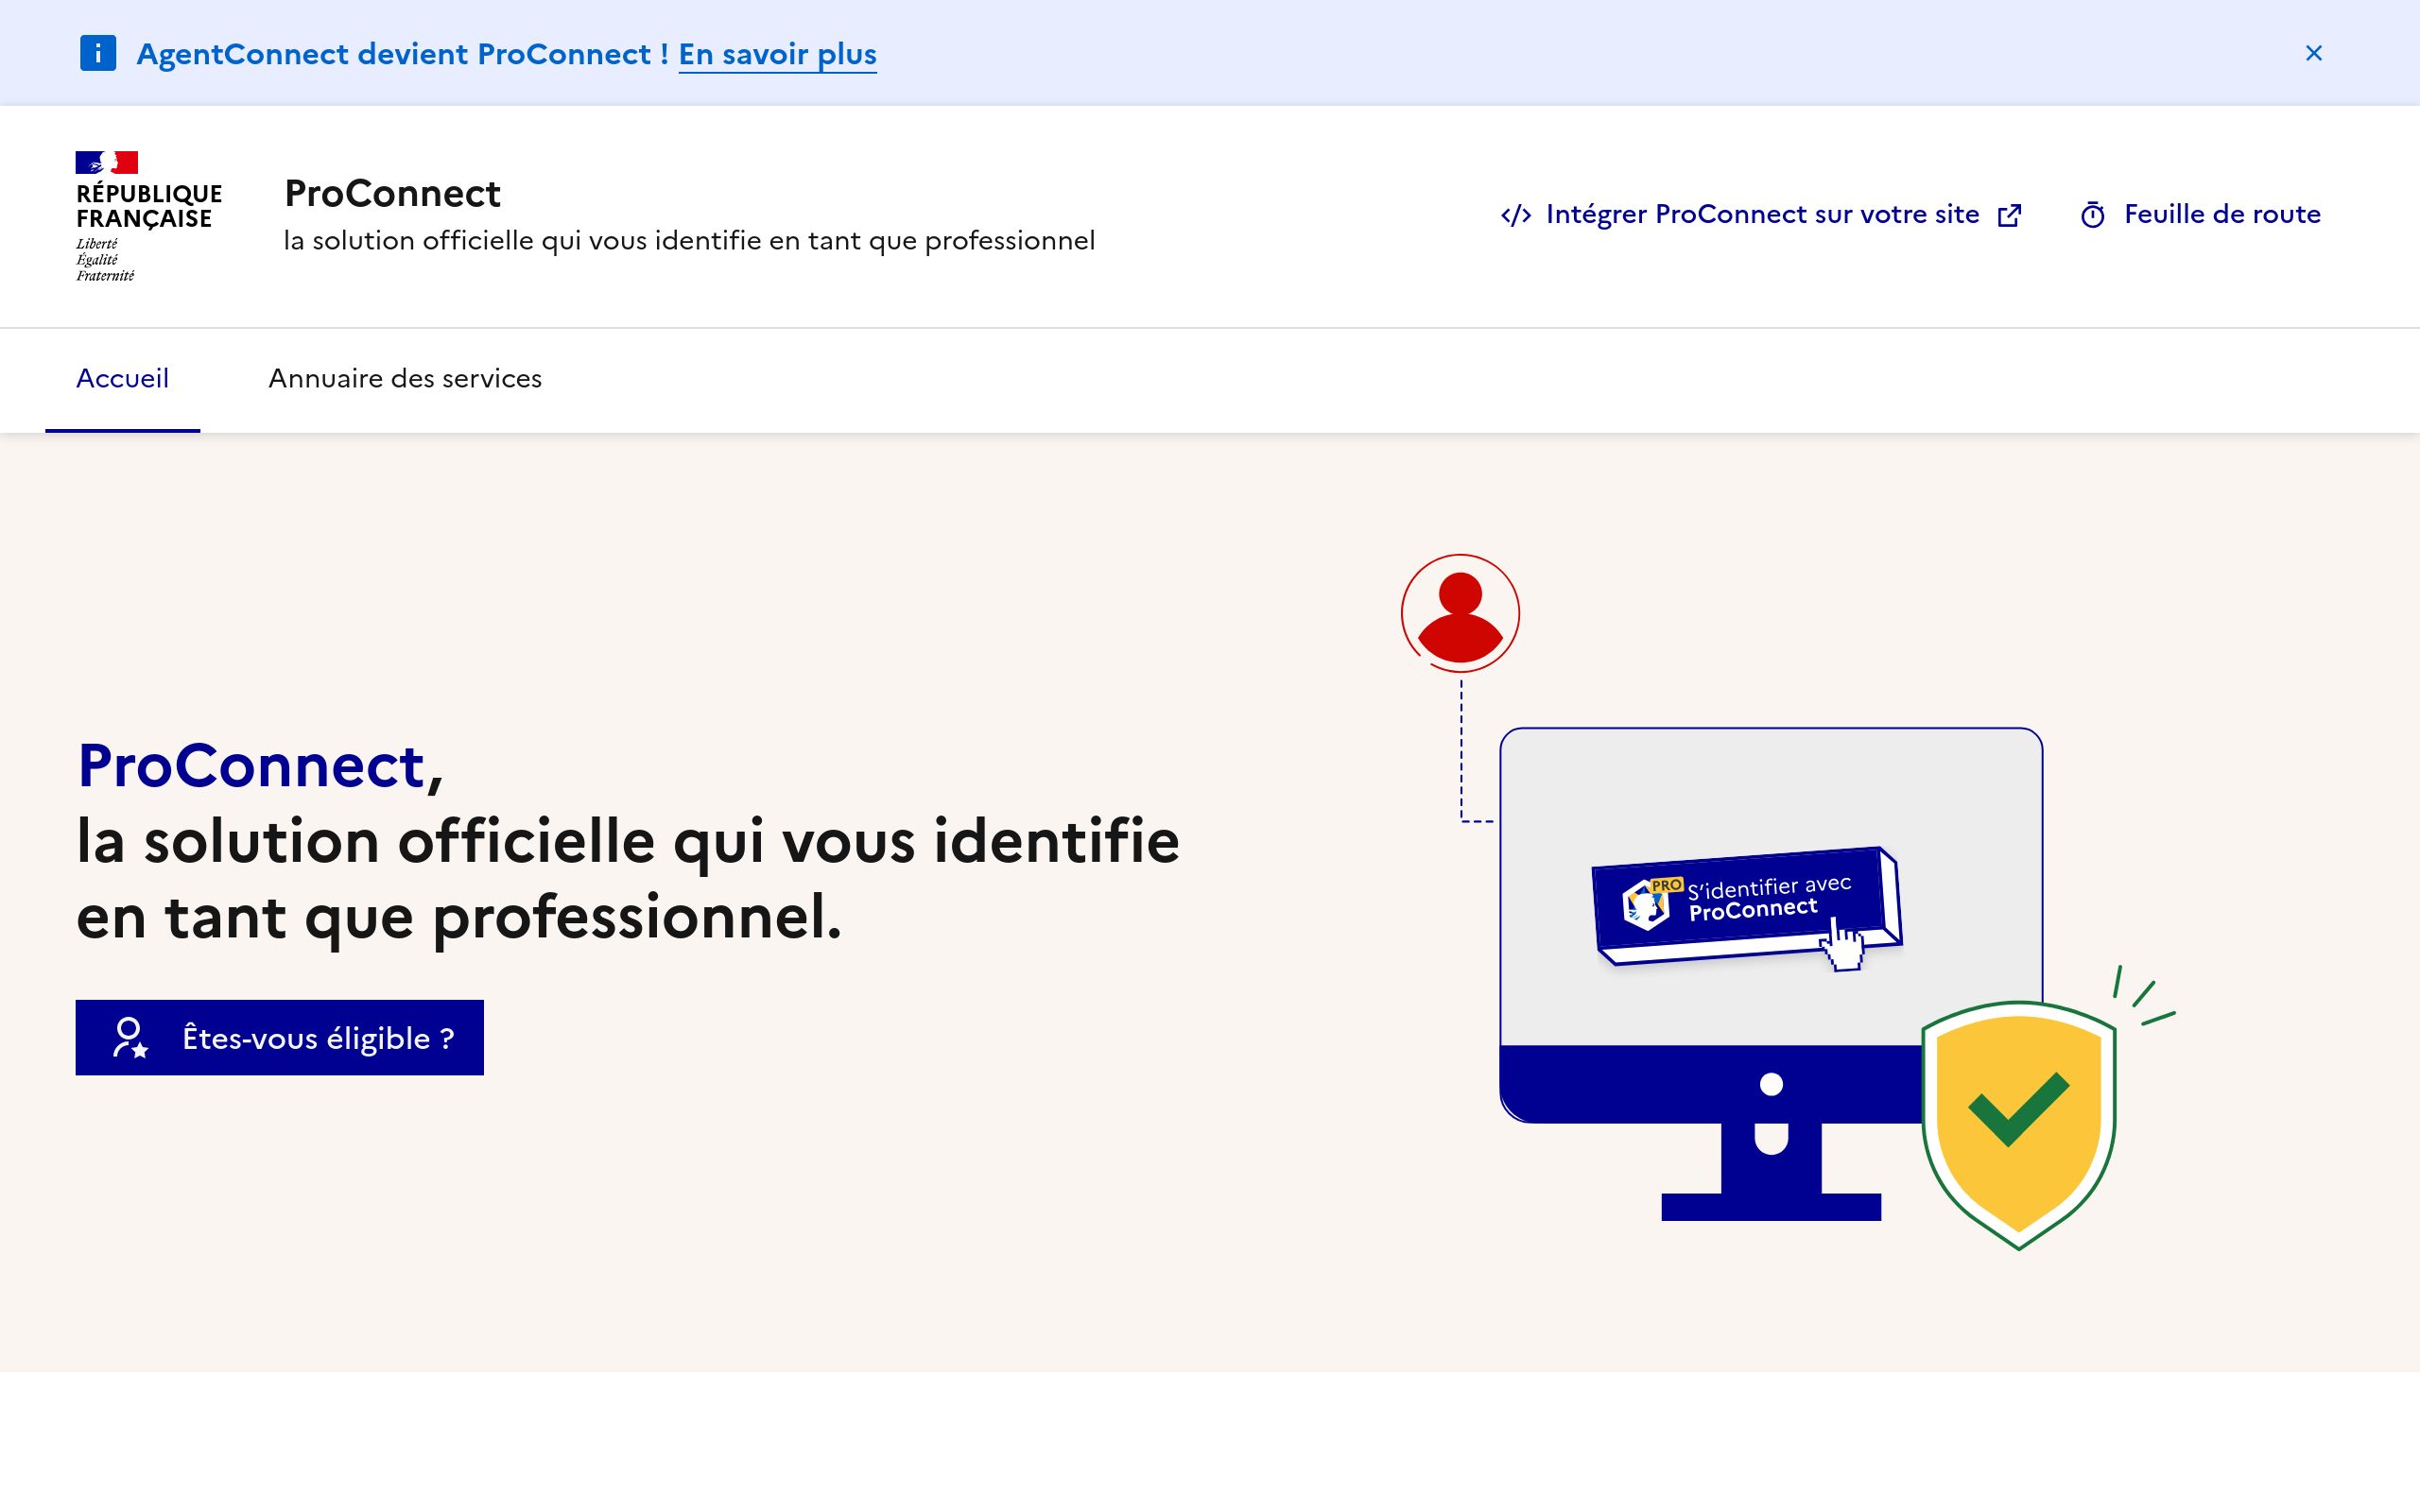 AgentConnect devient ProConnect ! En savoir plus
RÉPUBLIQUE
FRANÇAISE
Liberté
Égalité
Fraternité
ProConnect
la solution officielle qui vous identifie en tant que professionnel
Intégrer ProConnect sur votre site
Feuille de route
Accueil
Annuaire des services
ProConnect,
la solution officielle qui vous identifie
en tant que professionnel.
Êtes-vous éligible ?
PRO
S’identifier avec
ProConnect